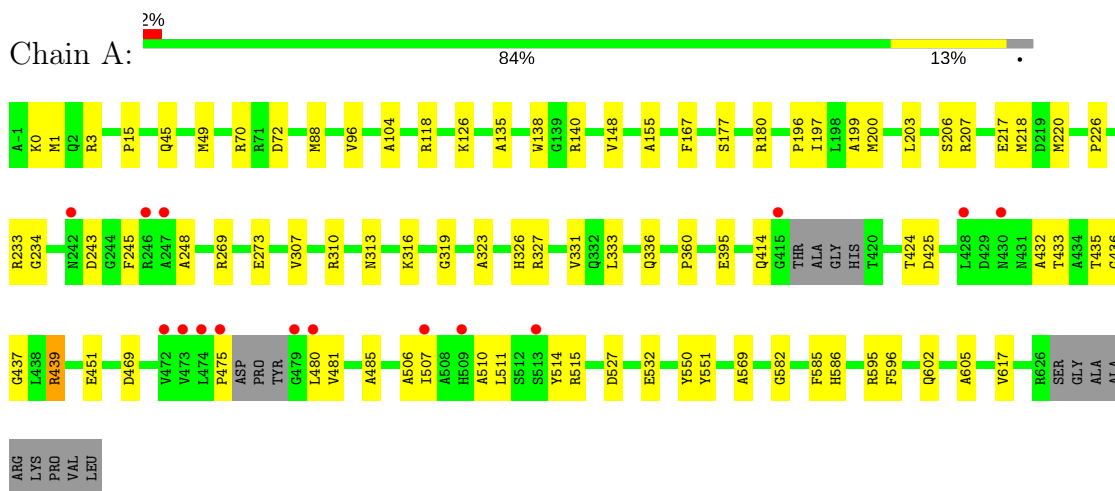 2%
Chain A:
84% 13% •
A-1 K0 M1 Q2 R3 P15 Q45 M49 R70 R71 D72 M88 V96 A104 R118 K126 A135 W138 G139 R140 V148 A155 F167 S177 R180 P196 I197 L198 A199 M200 L203 S206 R207 E217 M218 D219 M220 P226
R233 G234 N242 D243 G244 F245 R246 A247 A248 R269 E273 V307 R310 N313 K316 G319 A323 H326 R327 V331 Q332 L333 Q336 P360 E395 Q414 G415 THR ALA GLY HIS T420 T424 D425 L428 D429 N430 N431 A432 T433 A434 T435 G436
G437 L438 R439 E451 D469 V472 V473 L474 P475 ASP PRO TYR G479 L480 V481 A485 A506 I507 A508 H509 A510 L511 S512 S513 Y514 R515 D527 E532 Y550 Y551 A569 G582 F585 H586 R595 F596 Q602 A605 V617 R626 SER GLY ALA ALA
ARG LYS PRO VAL LEU